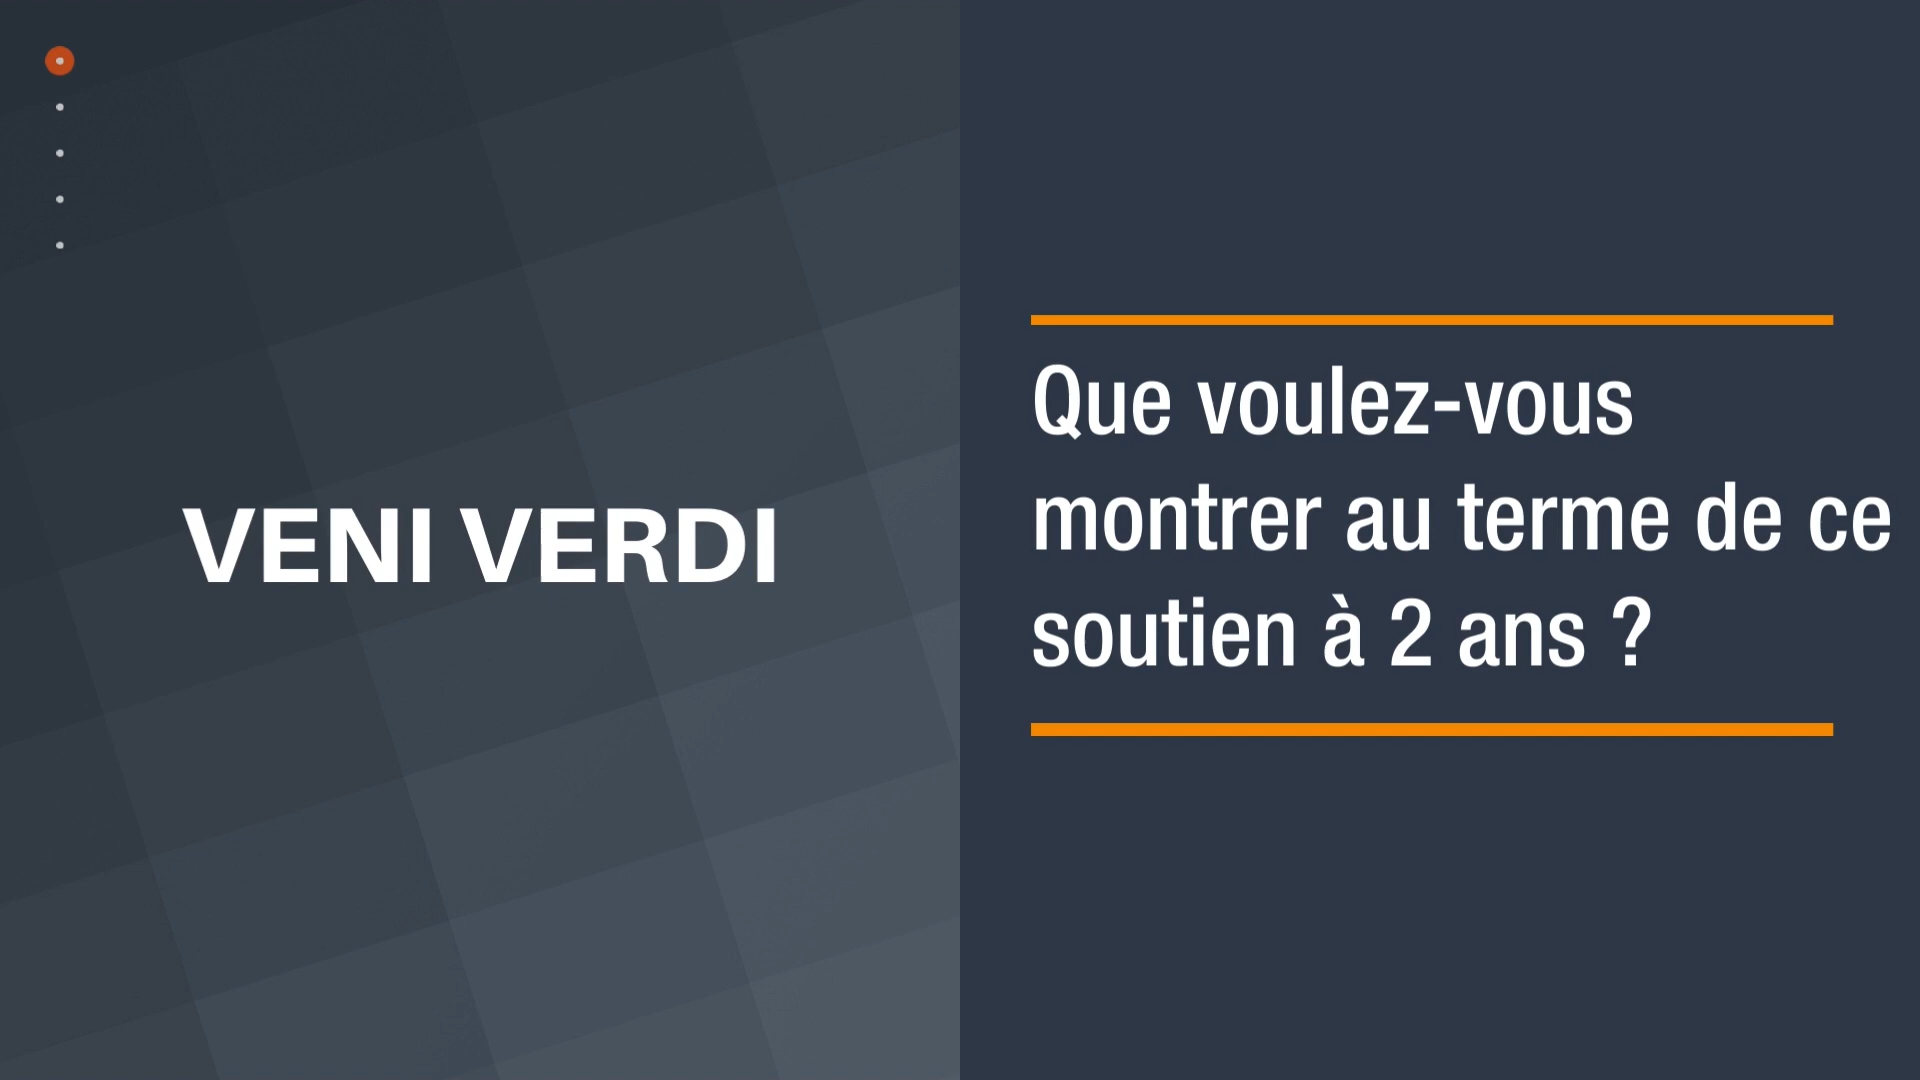 VENI VERDI
Que voulez-vous
montrer au terme de ce
soutien à 2 ans ?